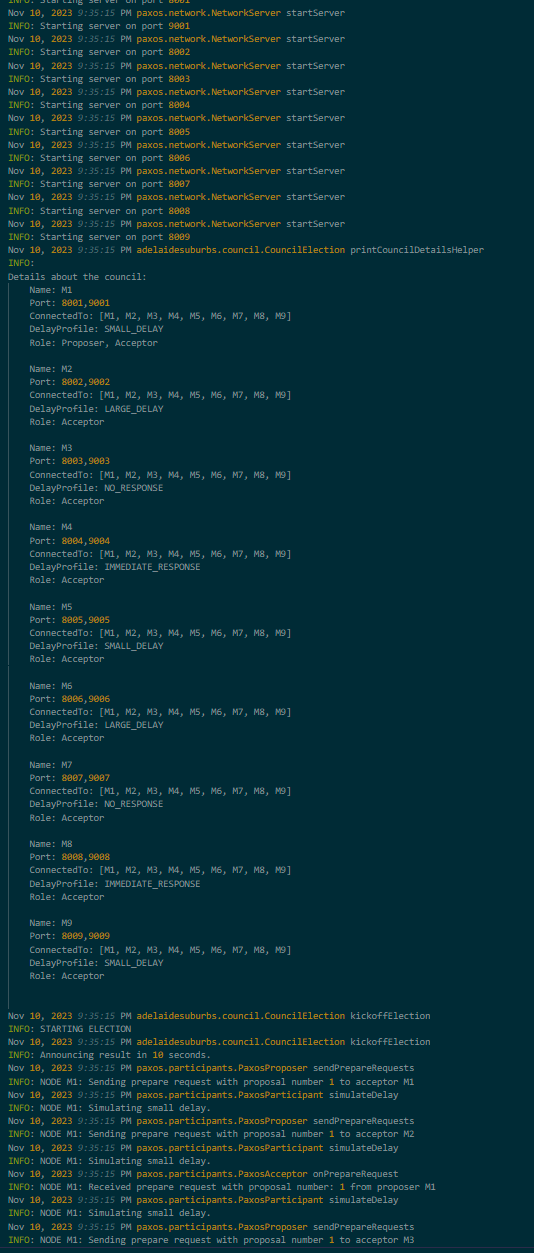 INFO: Starting server on port 8001
Nov 10, 2023 9:35:15 PM paxos.network.NetworkServer startServer
INFO: Starting server on port 9001
Nov 10, 2023 9:35:15 PM paxos.network.NetworkServer startServer
INFO: Starting server on port 8002
Nov 10, 2023 9:35:15 PM paxos.network.NetworkServer startServer
INFO: Starting server on port 8003
Nov 10, 2023 9:35:15 PM paxos.network.NetworkServer startServer
INFO: Starting server on port 8004
Nov 10, 2023 9:35:15 PM paxos.network.NetworkServer startServer
INFO: Starting server on port 8005
Nov 10, 2023 9:35:15 PM paxos.network.NetworkServer startServer
INFO: Starting server on port 8006
Nov 10, 2023 9:35:15 PM paxos.network.NetworkServer startServer
INFO: Starting server on port 8007
Nov 10, 2023 9:35:15 PM paxos.network.NetworkServer startServer
INFO: Starting server on port 8008
Nov 10, 2023 9:35:15 PM paxos.network.NetworkServer startServer
INFO: Starting server on port 8009
Nov 10, 2023 9:35:15 PM adelaidesuburbs.council.CouncilElection printCouncilDetailsHelper
INFO:
Details about the council:
Name: M1
Port: 8001,9001
ConnectedTo: [M1, M2, M3, M4, M5, M6, M7, M8, M9]
DelayProfile: SMALL_DELAY
Role: Proposer, Acceptor
Name: M2
Port: 8002,9002
ConnectedTo: [M1, M2, M3, M4, M5, M6, M7, M8, M9]
DelayProfile: LARGE_DELAY
Role: Acceptor
Name: M3
Port: 8003,9003
ConnectedTo: [M1, M2, M3, M4, M5, M6, M7, M8, M9]
DelayProfile: NO_RESPONSE
Role: Acceptor
Name: M4
Port: 8004,9004
ConnectedTo: [M1, M2, M3, M4, M5, M6, M7, M8, M9]
DelayProfile: IMMEDIATE_RESPONSE
Role: Acceptor
Name: M5
Port: 8005,9005
ConnectedTo: [M1, M2, M3, M4, M5, M6, M7, M8, M9]
DelayProfile: SMALL_DELAY
Role: Acceptor
Name: M6
Port: 8006,9006
ConnectedTo: [M1, M2, M3, M4, M5, M6, M7, M8, M9]
DelayProfile: LARGE_DELAY
Role: Acceptor
Name: M7
Port: 8007,9007
ConnectedTo: [M1, M2, M3, M4, M5, M6, M7, M8, M9]
DelayProfile: NO_RESPONSE
Role: Acceptor
Name: M8
Port: 8008,9008
ConnectedTo: [M1, M2, M3, M4, M5, M6, M7, M8, M9]
DelayProfile: IMMEDIATE_RESPONSE
Role: Acceptor
Name: M9
Port: 8009,9009
ConnectedTo: [M1, M2, M3, M4, M5, M6, M7, M8, M9]
DelayProfile: SMALL_DELAY
Role: Acceptor
Nov 10, 2023 9:35:15 PM adelaidesuburbs.council.CouncilElection kickoffElection
INFO: STARTING ELECTION
Nov 10, 2023 9:35:15 PM adelaidesuburbs.council.CouncilElection kickoffElection
INFO: Announcing result in 10 seconds.
Nov 10, 2023 9:35:15 PM paxos.participants.PaxosProposer sendPrepareRequests
INFO: NODE M1: Sending prepare request with proposal number 1 to acceptor M1
Nov 10, 2023 9:35:15 PM paxos.participants.PaxosParticipant simulateDelay
INFO: NODE M1: Simulating small delay.
Nov 10, 2023 9:35:15 PM paxos.participants.PaxosProposer sendPrepareRequests
INFO: NODE M1: Sending prepare request with proposal number 1 to acceptor M2
Nov 10, 2023 9:35:15 PM paxos.participants.PaxosParticipant simulateDelay
INFO: NODE M1: Simulating small delay.
Nov 10, 2023 9:35:15 PM paxos.participants.PaxosAcceptor onPrepareRequest
INFO: NODE M1: Received prepare request with proposal number: 1 from proposer M1
Nov 10, 2023 9:35:15 PM paxos.participants.PaxosParticipant simulateDelay
INFO: NODE M1: Simulating small delay.
Nov 10, 2023 9:35:15 PM paxos.participants.PaxosProposer sendPrepareRequests
INFO: NODE M1: Sending prepare request with proposal number 1 to acceptor M3